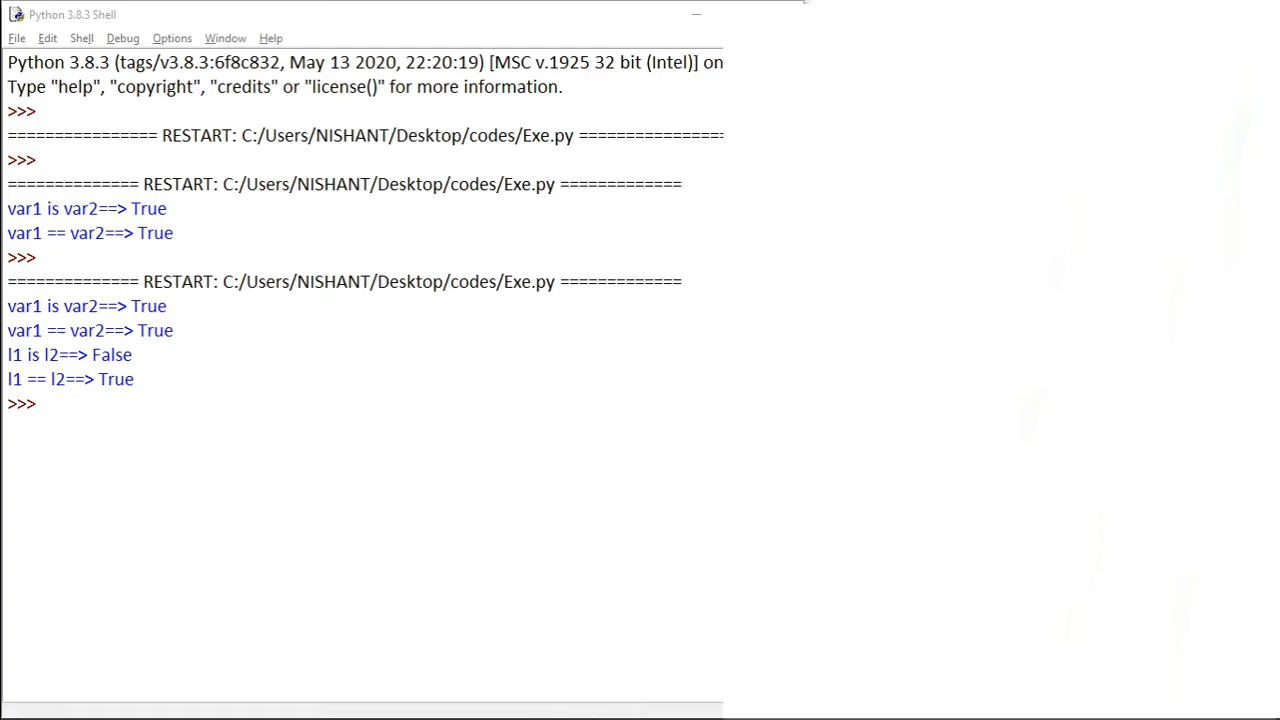 Python 3.8.3 Shell
File Edit Shell Debug Options Window Help
Python 3.8.3 (tags/v3.8.3:6f8c832, May 13 2020, 22:20:19) [MSC v.1925 32 bit (Intel)] on
Type "help", "copyright", "credits" or "license()" for more information.
>>>
================ RESTART: C:/Users/NISHANT/Desktop/codes/Exe.py ================
>>>
============== RESTART: C:/Users/NISHANT/Desktop/codes/Exe.py =============
var1 is var2==> True
var1 == var2==> True
>>>
============== RESTART: C:/Users/NISHANT/Desktop/codes/Exe.py =============
var1 is var2==> True
var1 == var2==> True
l1 is l2==> False
l1 == l2==> True
>>>